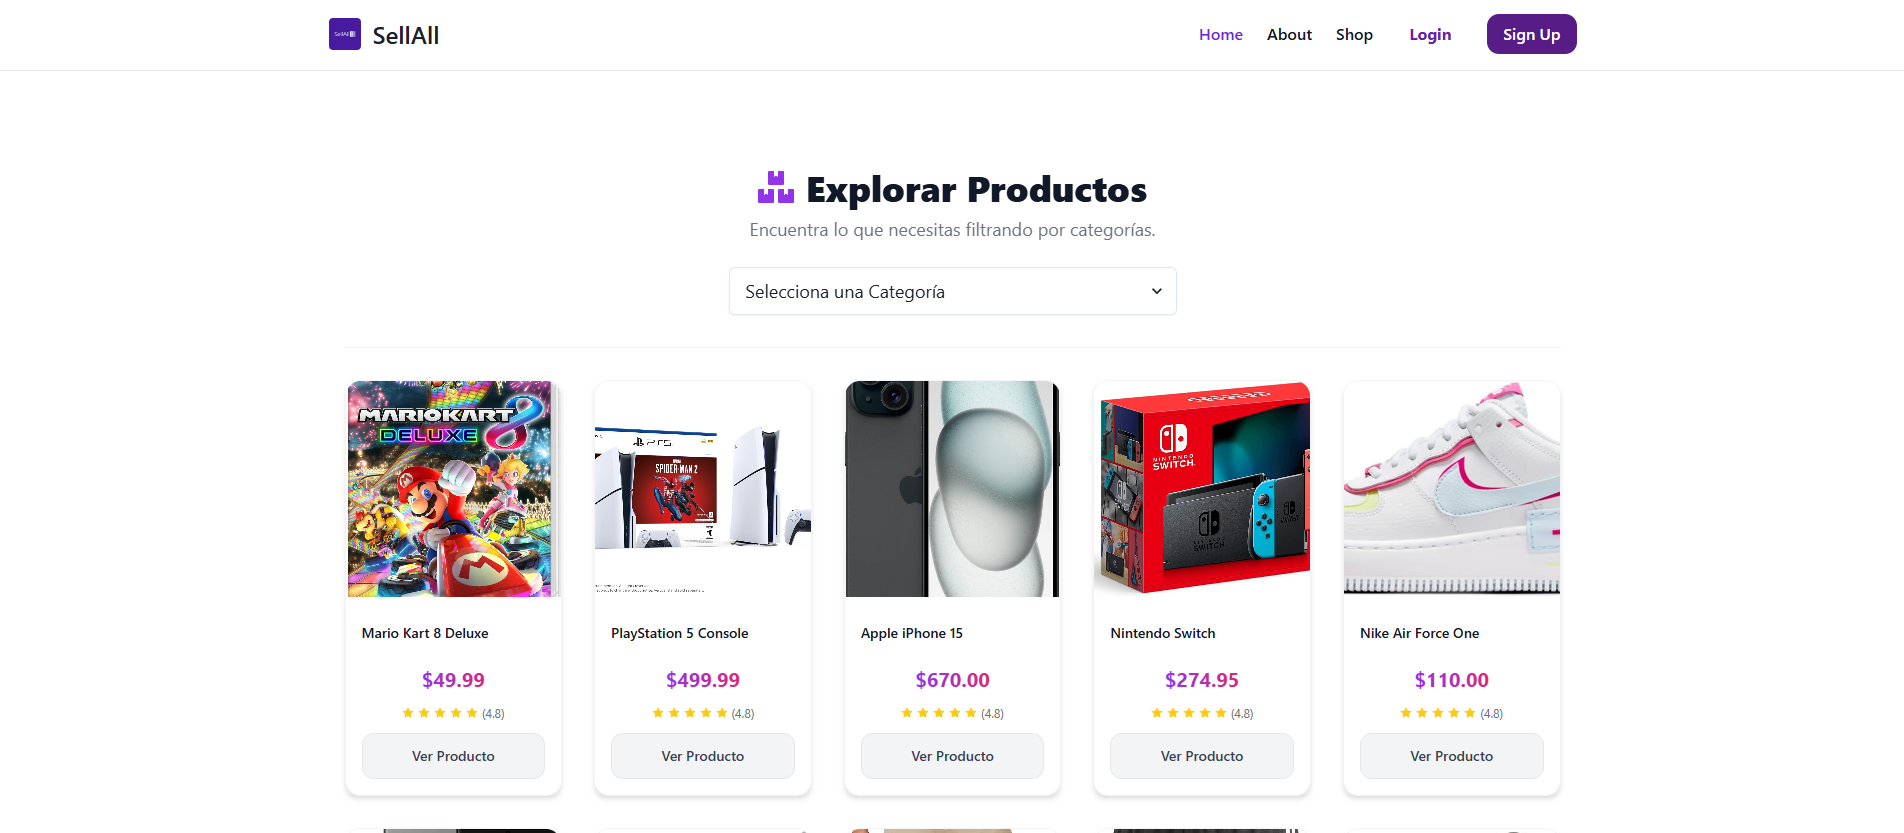 SellAll
SellAll
Home
About
Shop
Login
Sign Up
Explorar Productos
Encuentra lo que necesitas filtrando por categorías.
Selecciona una Categoría
MARIOKART 8
DELUXE
PS5
SPIDER-MAN 2
NINTENDO
SWITCH
NINTENDO
SWITCH
Mario Kart 8 Deluxe
$49.99
(4.8)
Ver Producto
PlayStation 5 Console
$499.99
(4.8)
Ver Producto
Apple iPhone 15
$670.00
(4.8)
Ver Producto
Nintendo Switch
$274.95
(4.8)
Ver Producto
Nike Air Force One
$110.00
(4.8)
Ver Producto